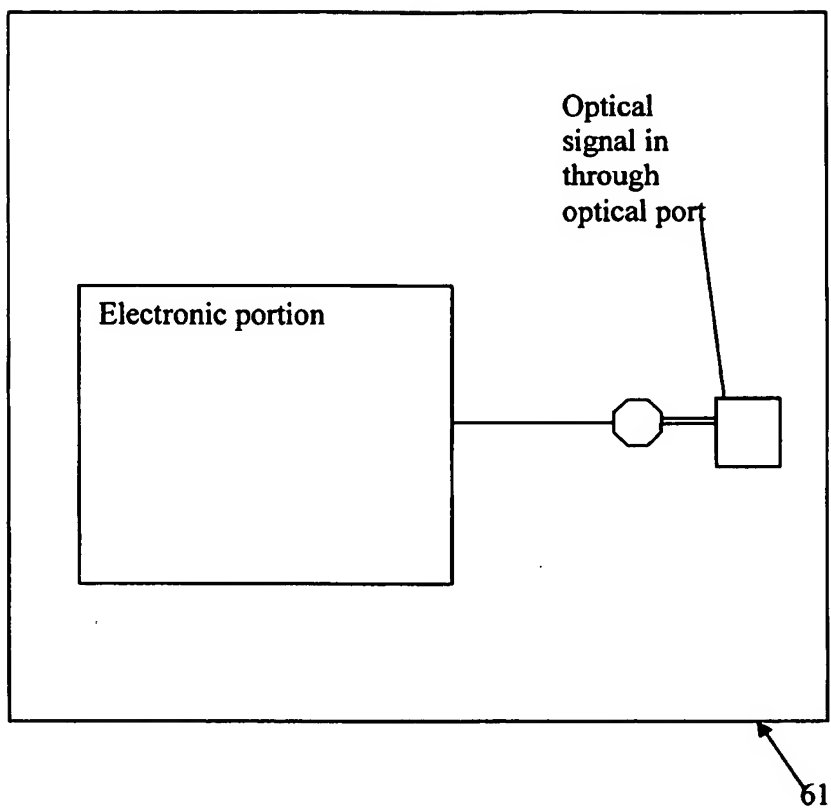 Optical
signal in
through
optical port
Electronic portion
61